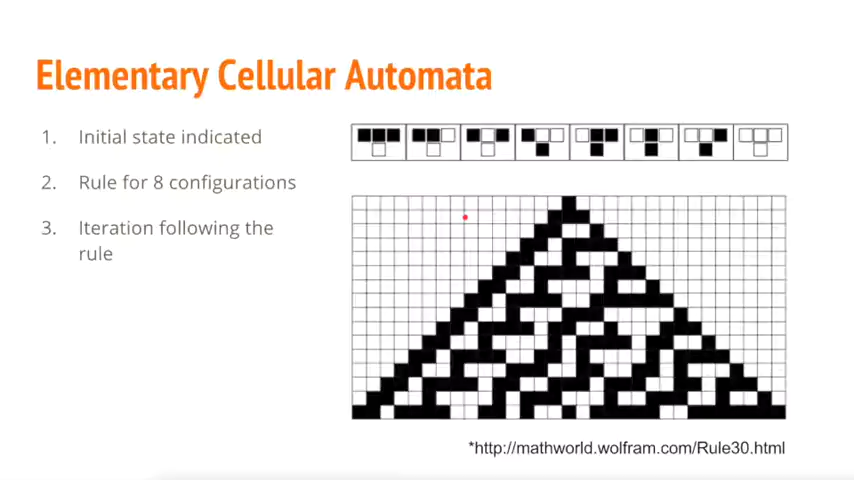 Elementary Cellular Automata
1. Initial state indicated
2. Rule for 8 configurations
3. Iteration following the
rule
*http://mathworld.wolfram.com/Rule30.html